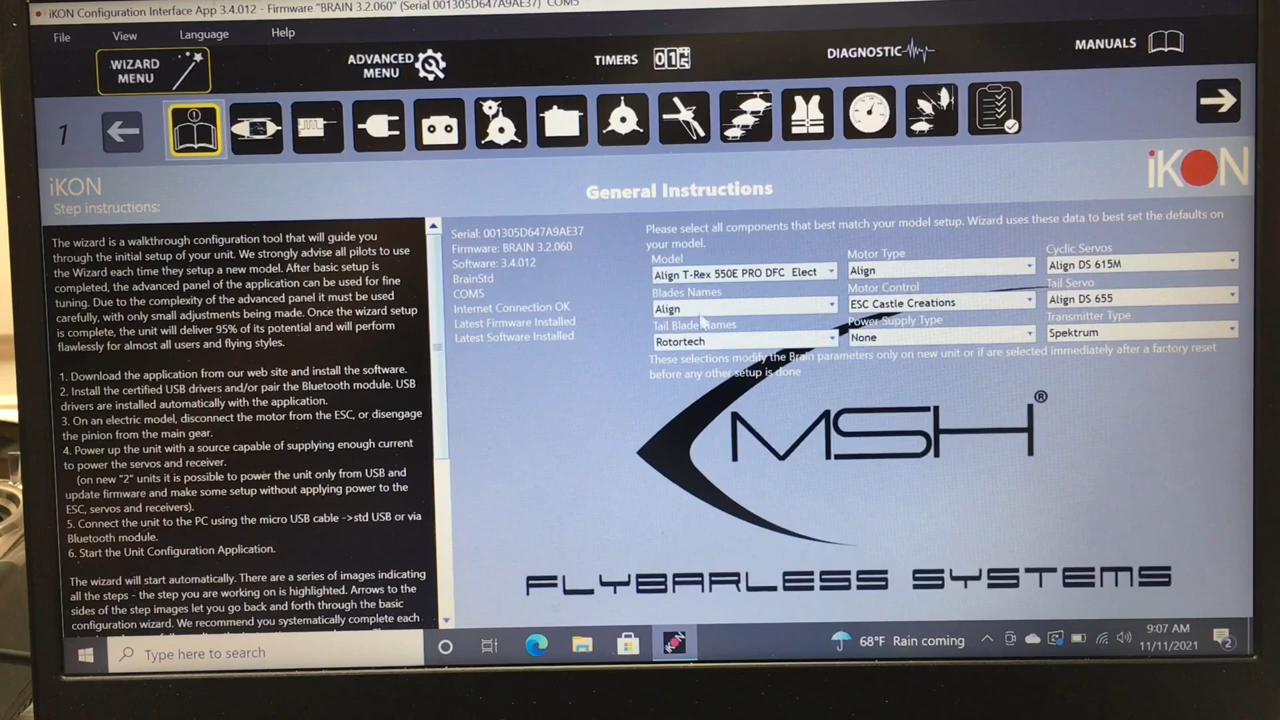 iKON Configuration Interface App 3.4.012 - Firmware "BRAIN 3.2.060" (Serial 001305D647A9AE37) COM5
File View Language Help
WIZARD
MENU
ADVANCED
MENU
TIMERS
DIAGNOSTIC
MANUALS
1
iKON
Step instructions:
General Instructions
iKON
The wizard is a walkthrough configuration tool that will guide you
through the initial setup of your unit. We strongly advise all pilots to use
the Wizard each time they setup a new model. After basic setup is
completed, the advanced panel of the application can be used for fine
tuning. Due to the complexity of the advanced panel it must be used
carefully, with only small adjustments being made. Once the wizard setup
is complete, the unit will deliver 95% of its potential and will perform
flawlessly for almost all users and flying styles.
1. Download the application from our web site and install the software.
2. Install the certified USB drivers and/or pair the Bluetooth module. USB
drivers are installed automatically with the application.
3. On an electric model, disconnect the motor from the ESC, or disengage
the pinion from the main gear.
4. Power up the unit with a source capable of supplying enough current
to power the servos and receiver.
(on new "2" units it is possible to power the unit only from USB and
update firmware and make some setup without applying power to the
ESC, servos and receivers).
5. Connect the unit to the PC using the micro USB cable ->std USB or via
Bluetooth module.
6. Start the Unit Configuration Application.
The wizard will start automatically. There are a series of images indicating
all the steps - the step you are working on is highlighted. Arrows to the
sides of the step images let you go back and forth through the basic
configuration wizard. We recommend you systematically complete each
Serial: 001305D647A9AE37
Firmware: BRAIN 3.2.060
Software: 3.4.012
BrainStd
COM5
Internet Connection OK
Latest Firmware Installed
Latest Software Installed
Please select all components that best match your model setup. Wizard uses these data to best set the defaults on
your model.
Model
Align T-Rex 550E PRO DFC Elect
Blades Names
Align
Tail Blade Names
Rotortech
Motor Type
Align
Motor Control
ESC Castle Creations
Power Supply Type
None
Cyclic Servos
Align DS 615M
Tail Servo
Align DS 655
Transmitter Type
Spektrum
These selections modify the Brain parameters only on new unit or if are selected immediately after a factory reset
before any other setup is done
MSH®
FLYBARLESS SYSTEMS
Type here to search
68°F Rain coming
9:07 AM
11/11/2021
2